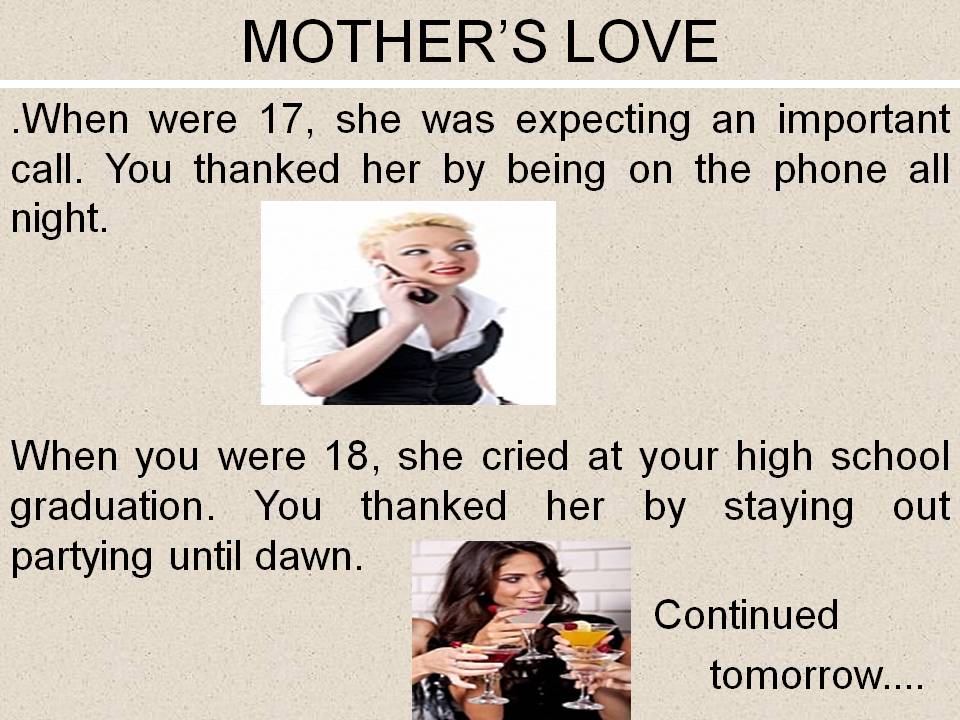 MOTHER’S LOVE
.When were 17, she was expecting an important
call. You thanked her by being on the phone all
night.
When you were 18, she cried at your high school
graduation. You thanked her by staying out
partying until dawn.
Continued
tomorrow....